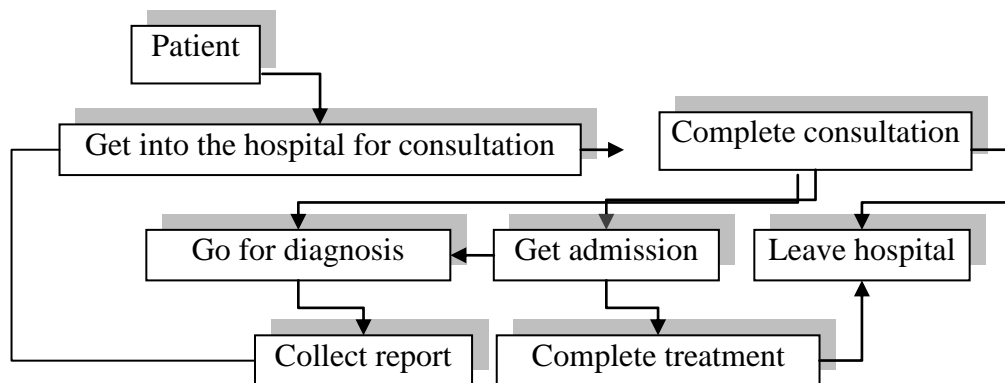 Patient
Get into the hospital for consultation
Complete consultation
Go for diagnosis
Get admission
Leave hospital
Collect report
Complete treatment